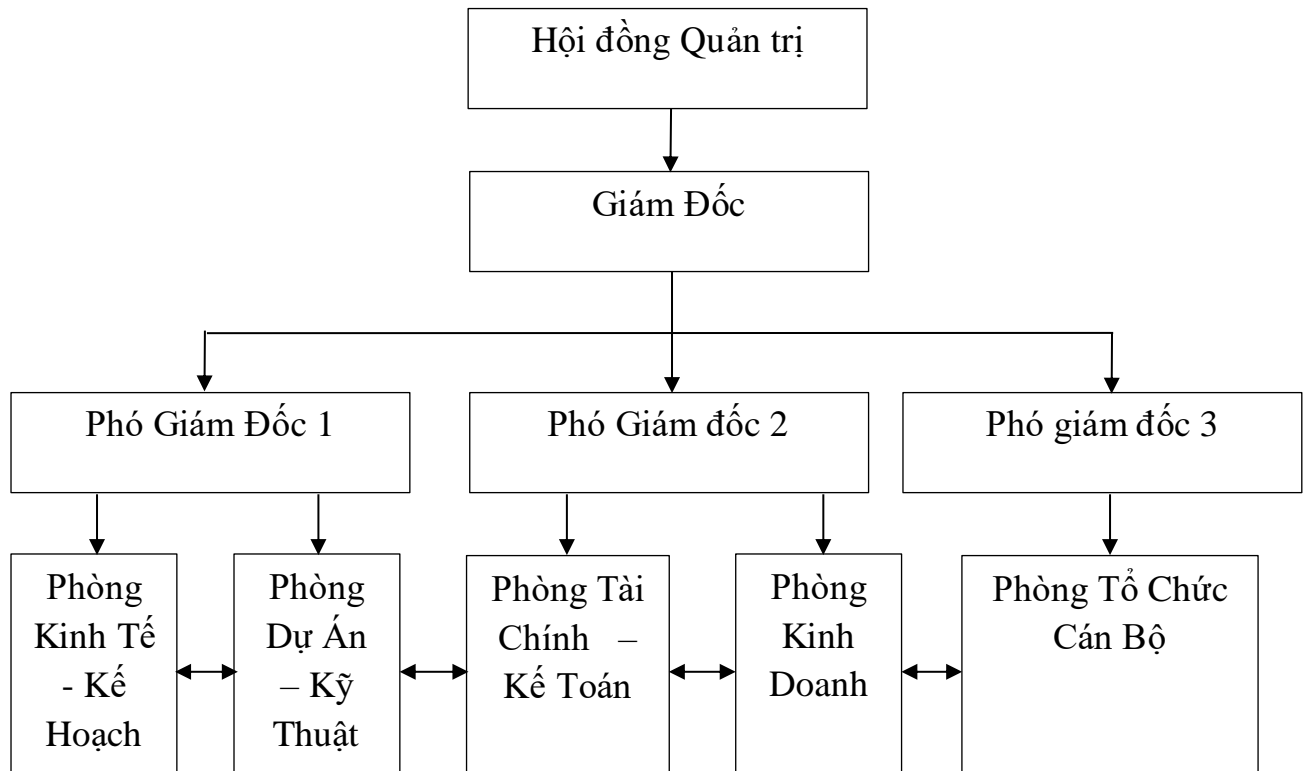 Hội đồng Quản trị
Giám Đốc
Phó Giám Đốc 1
Phó Giám đốc 2
Phó giám đốc 3
Phòng
Kinh Tế
- Kế
Hoạch
Phòng
Dự Án
– Kỹ
Thuật
Phòng Tài
Chính –
Kế Toán
Phòng
Kinh
Doanh
Phòng Tổ Chức
Cán Bộ